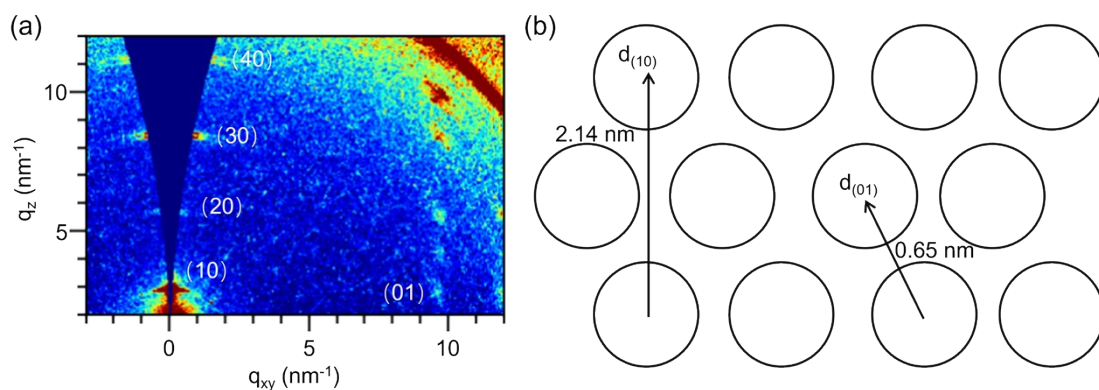 (a)
(40)
10
(30)
q_z (nm⁻¹)
(20)
5
(10)
(01)
0
5
10
q_xy (nm⁻¹)
(b)
d_(10)
2.14 nm
d_(01)
0.65 nm